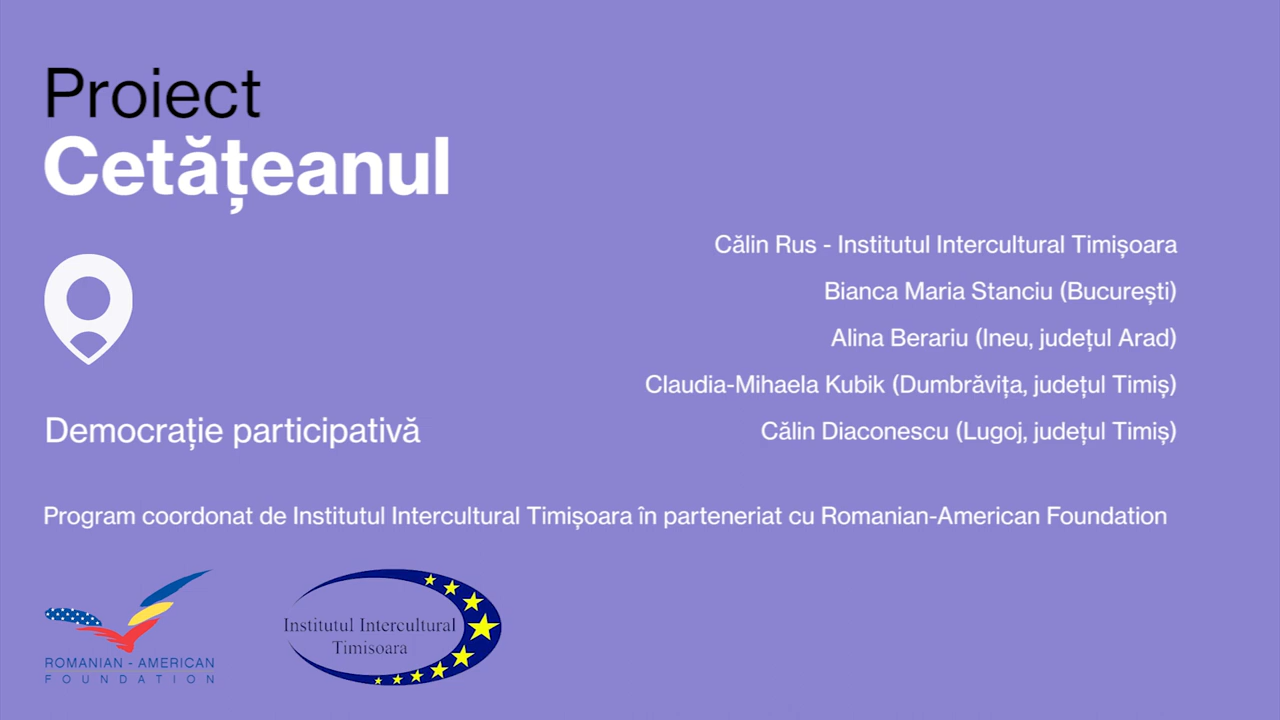 Proiect
Cetățeanul
Călin Rus - Institutul Intercultural Timișoara
Bianca Maria Stanciu (București)
Alina Berariu (Ineu, județul Arad)
Claudia-Mihaela Kubik (Dumbrăvița, județul Timiș)
Călin Diaconescu (Lugoj, județul Timiș)
Democrație participativă
Program coordonat de Institutul Intercultural Timișoara în parteneriat cu Romanian-American Foundation
ROMANIAN - AMERICAN
FOUNDATION
Institutul Intercultural
Timisoara